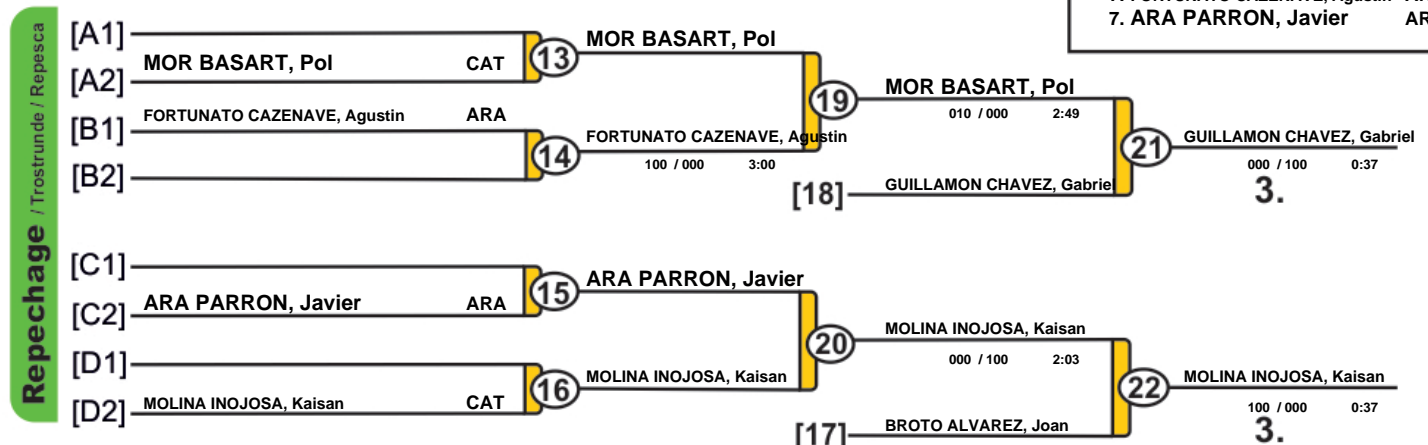 7. ARA PARRON, Javier AR
Repechage / Trostrunde / Repesca
[A1]
[A2] MOR BASART, Pol CAT
13 MOR BASART, Pol
[B1] FORTUNATO CAZENAVE, Agustin ARA
[B2]
14 FORTUNATO CAZENAVE, Agustin
100 / 000 3:00
19 MOR BASART, Pol
010 / 000 2:49
[18] GUILLAMON CHAVEZ, Gabriel
21 GUILLAMON CHAVEZ, Gabriel
000 / 100 0:37
3.
[C1]
[C2] ARA PARRON, Javier ARA
15 ARA PARRON, Javier
[D1]
[D2] MOLINA INOJOSA, Kaisan CAT
16 MOLINA INOJOSA, Kaisan
20 MOLINA INOJOSA, Kaisan
000 / 100 2:03
[17] BROTO ALVAREZ, Joan
22 MOLINA INOJOSA, Kaisan
100 / 000 0:37
3.